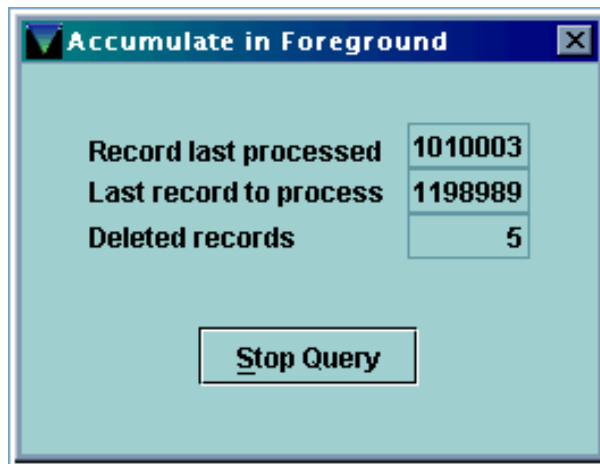 Accumulate in Foreground
Record last processed 1010003
Last record to process 1198989
Deleted records 5
Stop Query